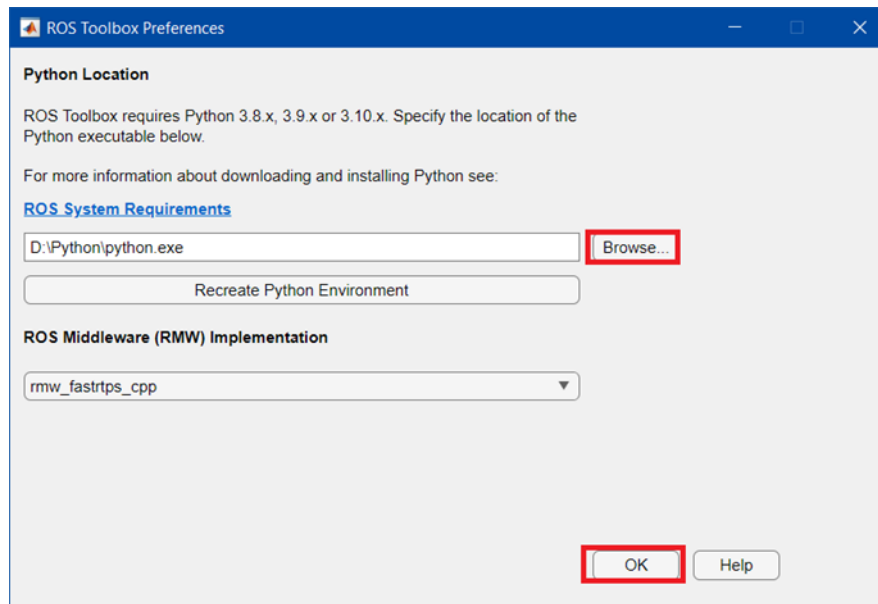 ROS Toolbox Preferences
Python Location
ROS Toolbox requires Python 3.8.x, 3.9.x or 3.10.x. Specify the location of the
Python executable below.
For more information about downloading and installing Python see:
ROS System Requirements
D:\Python\python.exe
Browse...
Recreate Python Environment
ROS Middleware (RMW) Implementation
rmw_fastrtps_cpp
OK
Help